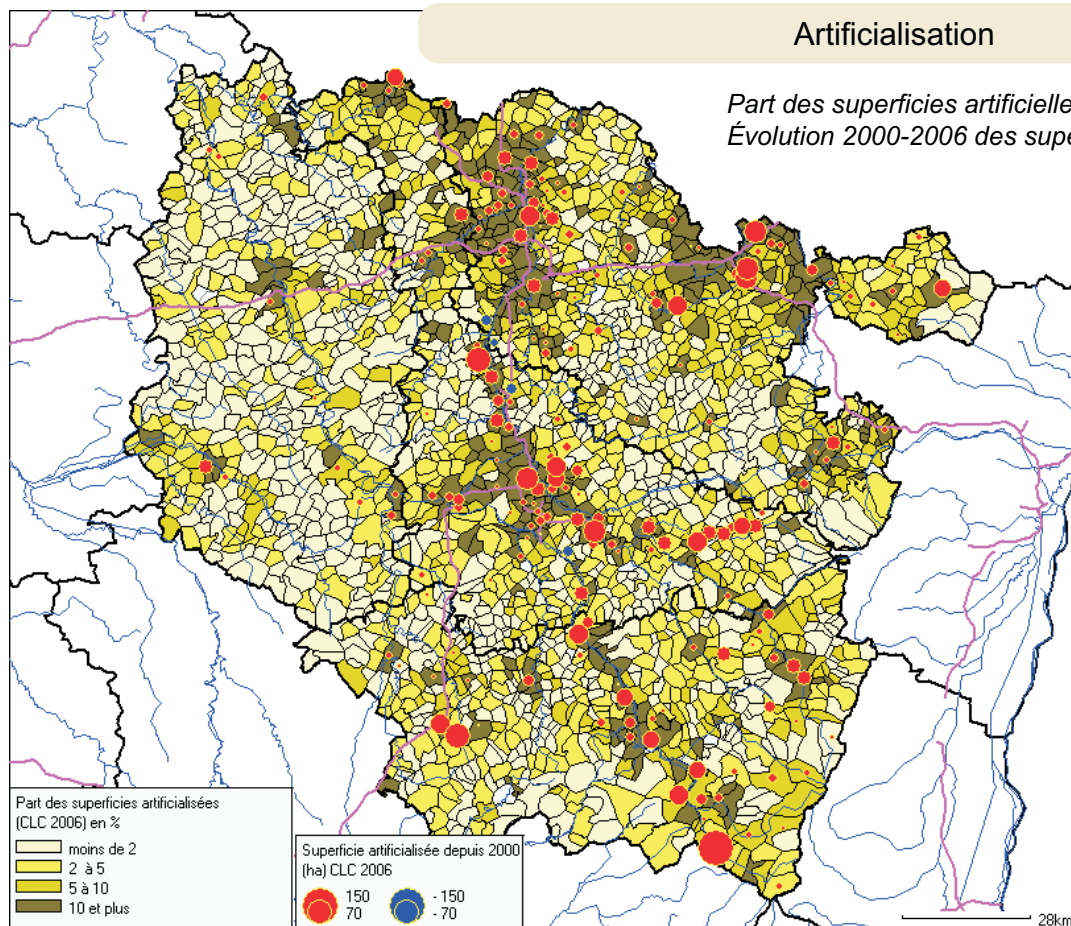 Artificialisation
Part des superficies artificielle
Évolution 2000-2006 des supe
Part des superficies artificialisées
(CLC 2006) en %
moins de 2
2 à 5
5 à 10
10 et plus
Superficie artificialisée depuis 2000
(ha) CLC 2006
150
70
- 150
- 70
28km